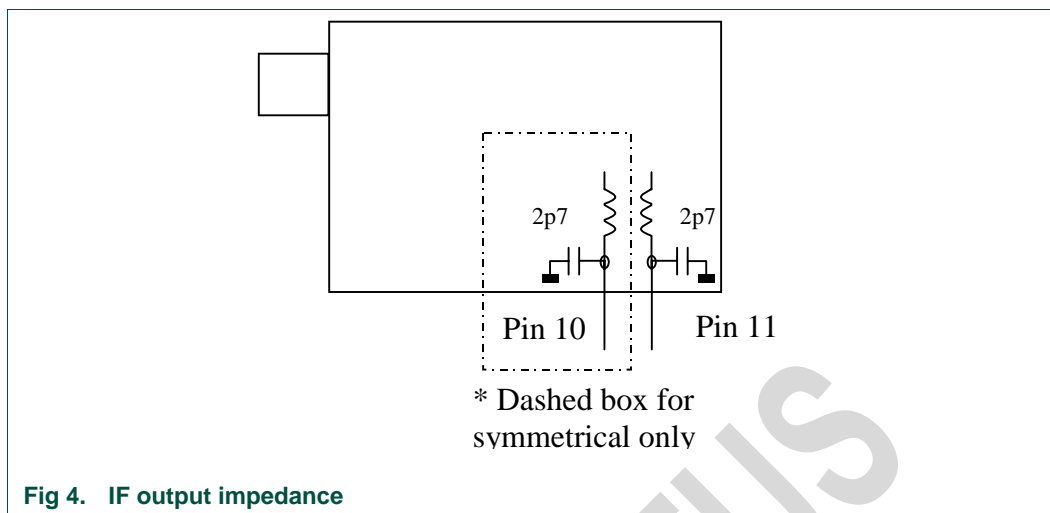 2p7 2p7
Pin 10 Pin 11
* Dashed box for
symmetrical only
Fig 4. IF output impedance